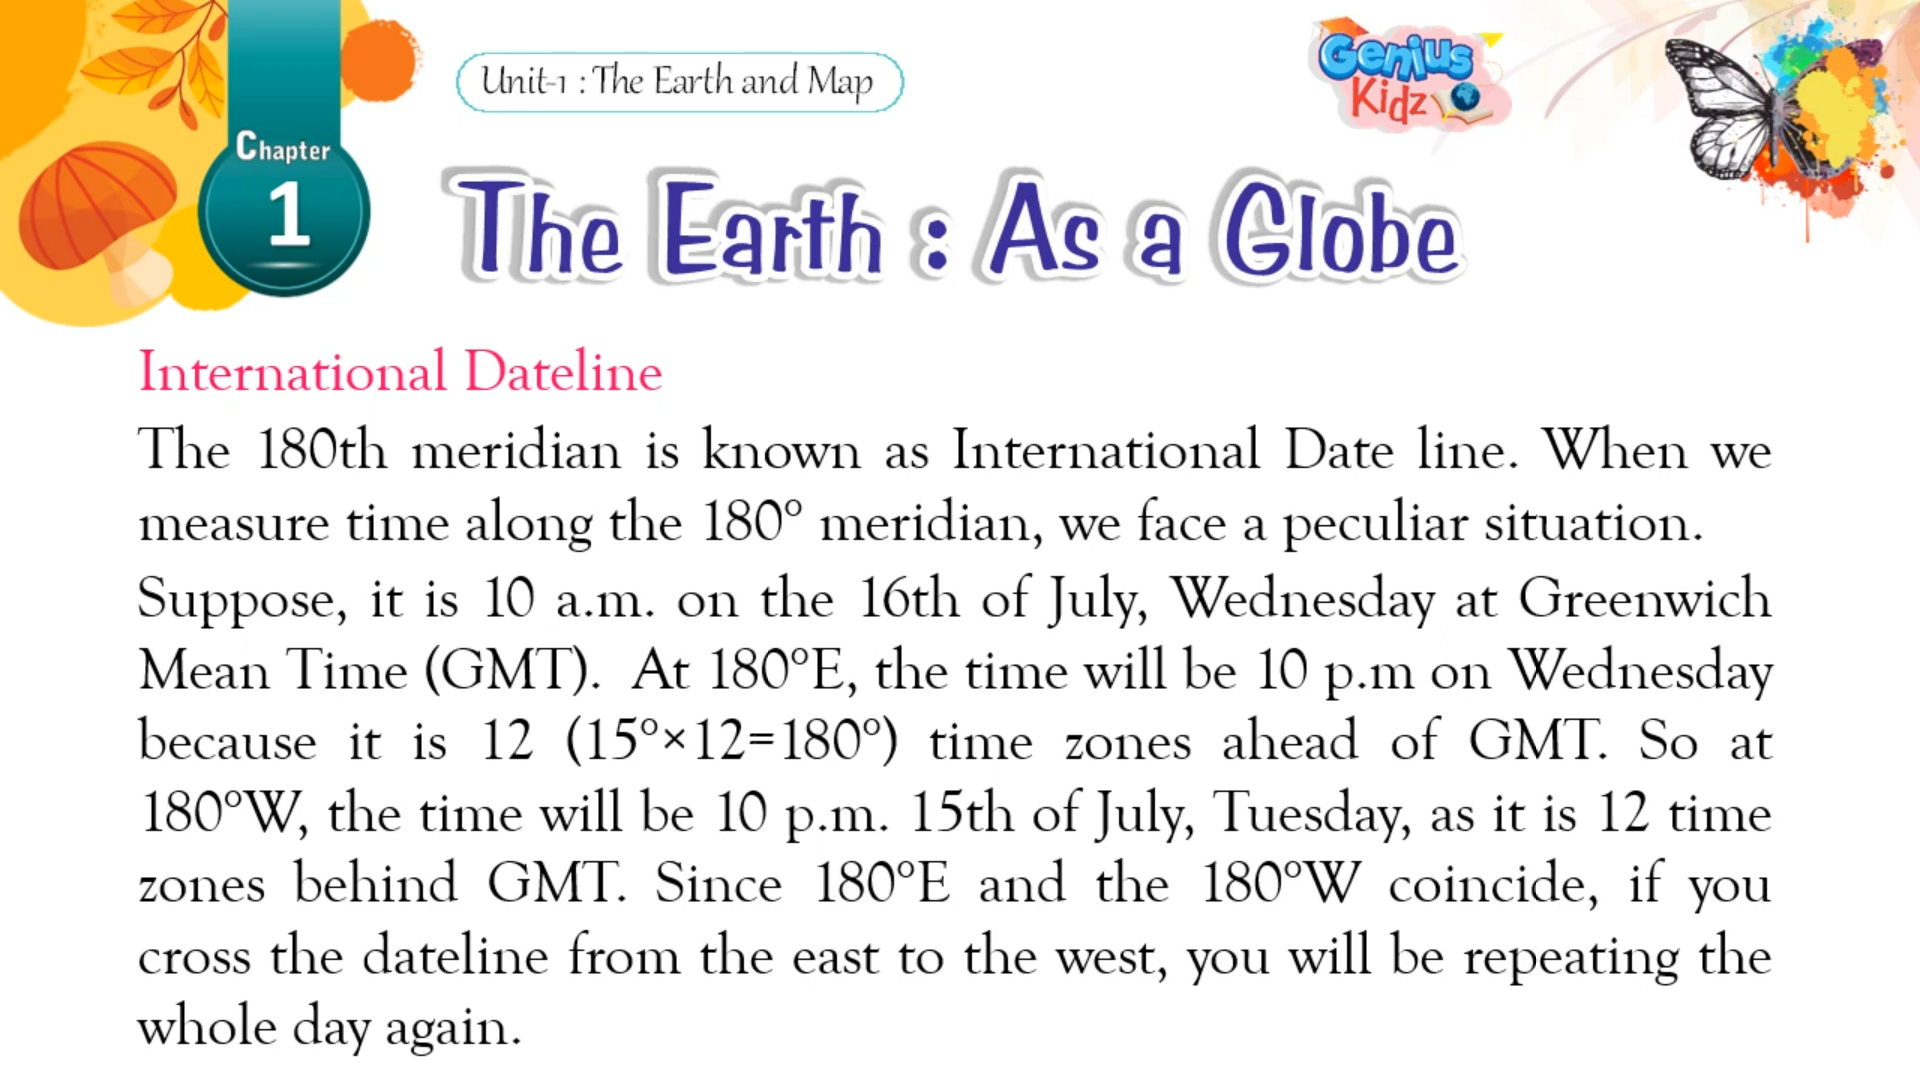 Unit-1 : The Earth and Map
Genius
Kidz
Chapter
1
The Earth : As a Globe
International Dateline
The 180th meridian is known as International Date line. When we
measure time along the 180° meridian, we face a peculiar situation.
Suppose, it is 10 a.m. on the 16th of July, Wednesday at Greenwich
Mean Time (GMT). At 180°E, the time will be 10 p.m on Wednesday
because it is 12 (15°×12=180°) time zones ahead of GMT. So at
180°W, the time will be 10 p.m. 15th of July, Tuesday, as it is 12 time
zones behind GMT. Since 180°E and the 180°W coincide, if you
cross the dateline from the east to the west, you will be repeating the
whole day again.